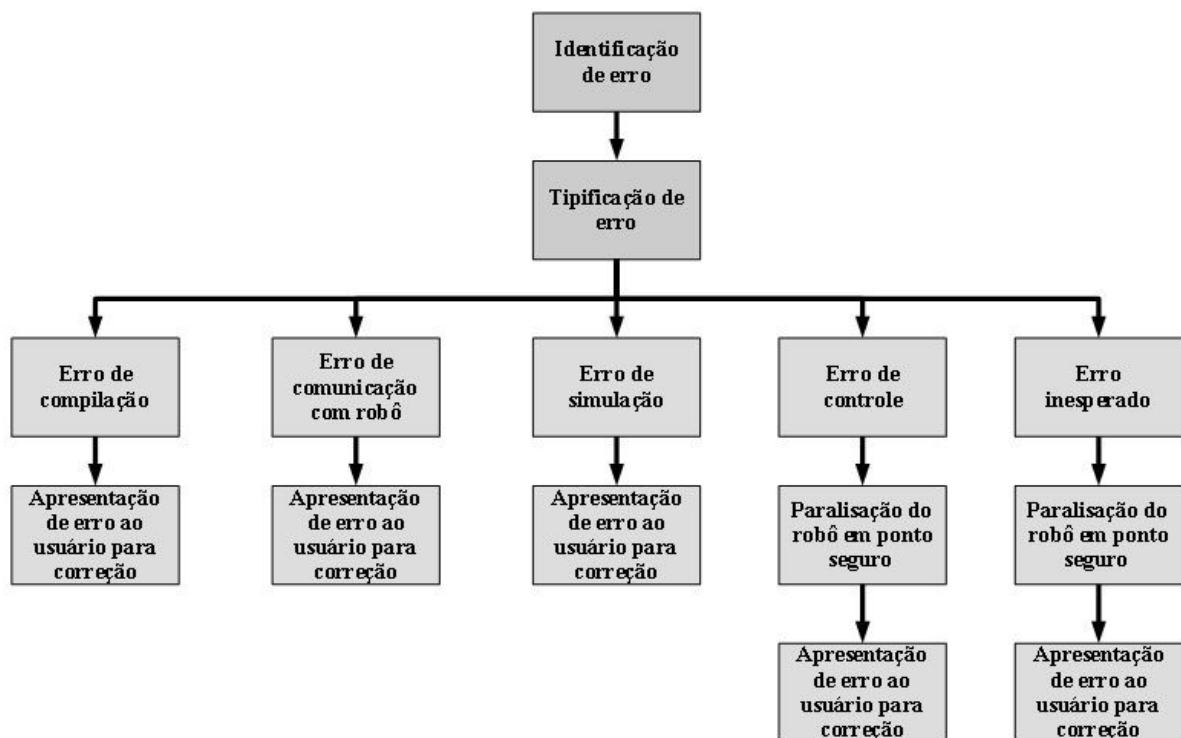 Identificação
de erro
Tipificação de
erro
Erro de
compilação
Erro de
comunicação
com robô
Erro de
simulação
Erro de
controle
Erro
inesperado
Apresentação
de erro ao
usuário para
correção
Apresentação
de erro ao
usuário para
correção
Apresentação
de erro ao
usuário para
correção
Paralisação do
robô em ponto
seguro
Paralisação do
robô em ponto
seguro
Apresentação
de erro ao
usuário para
correção
Apresentação
de erro ao
usuário para
correção